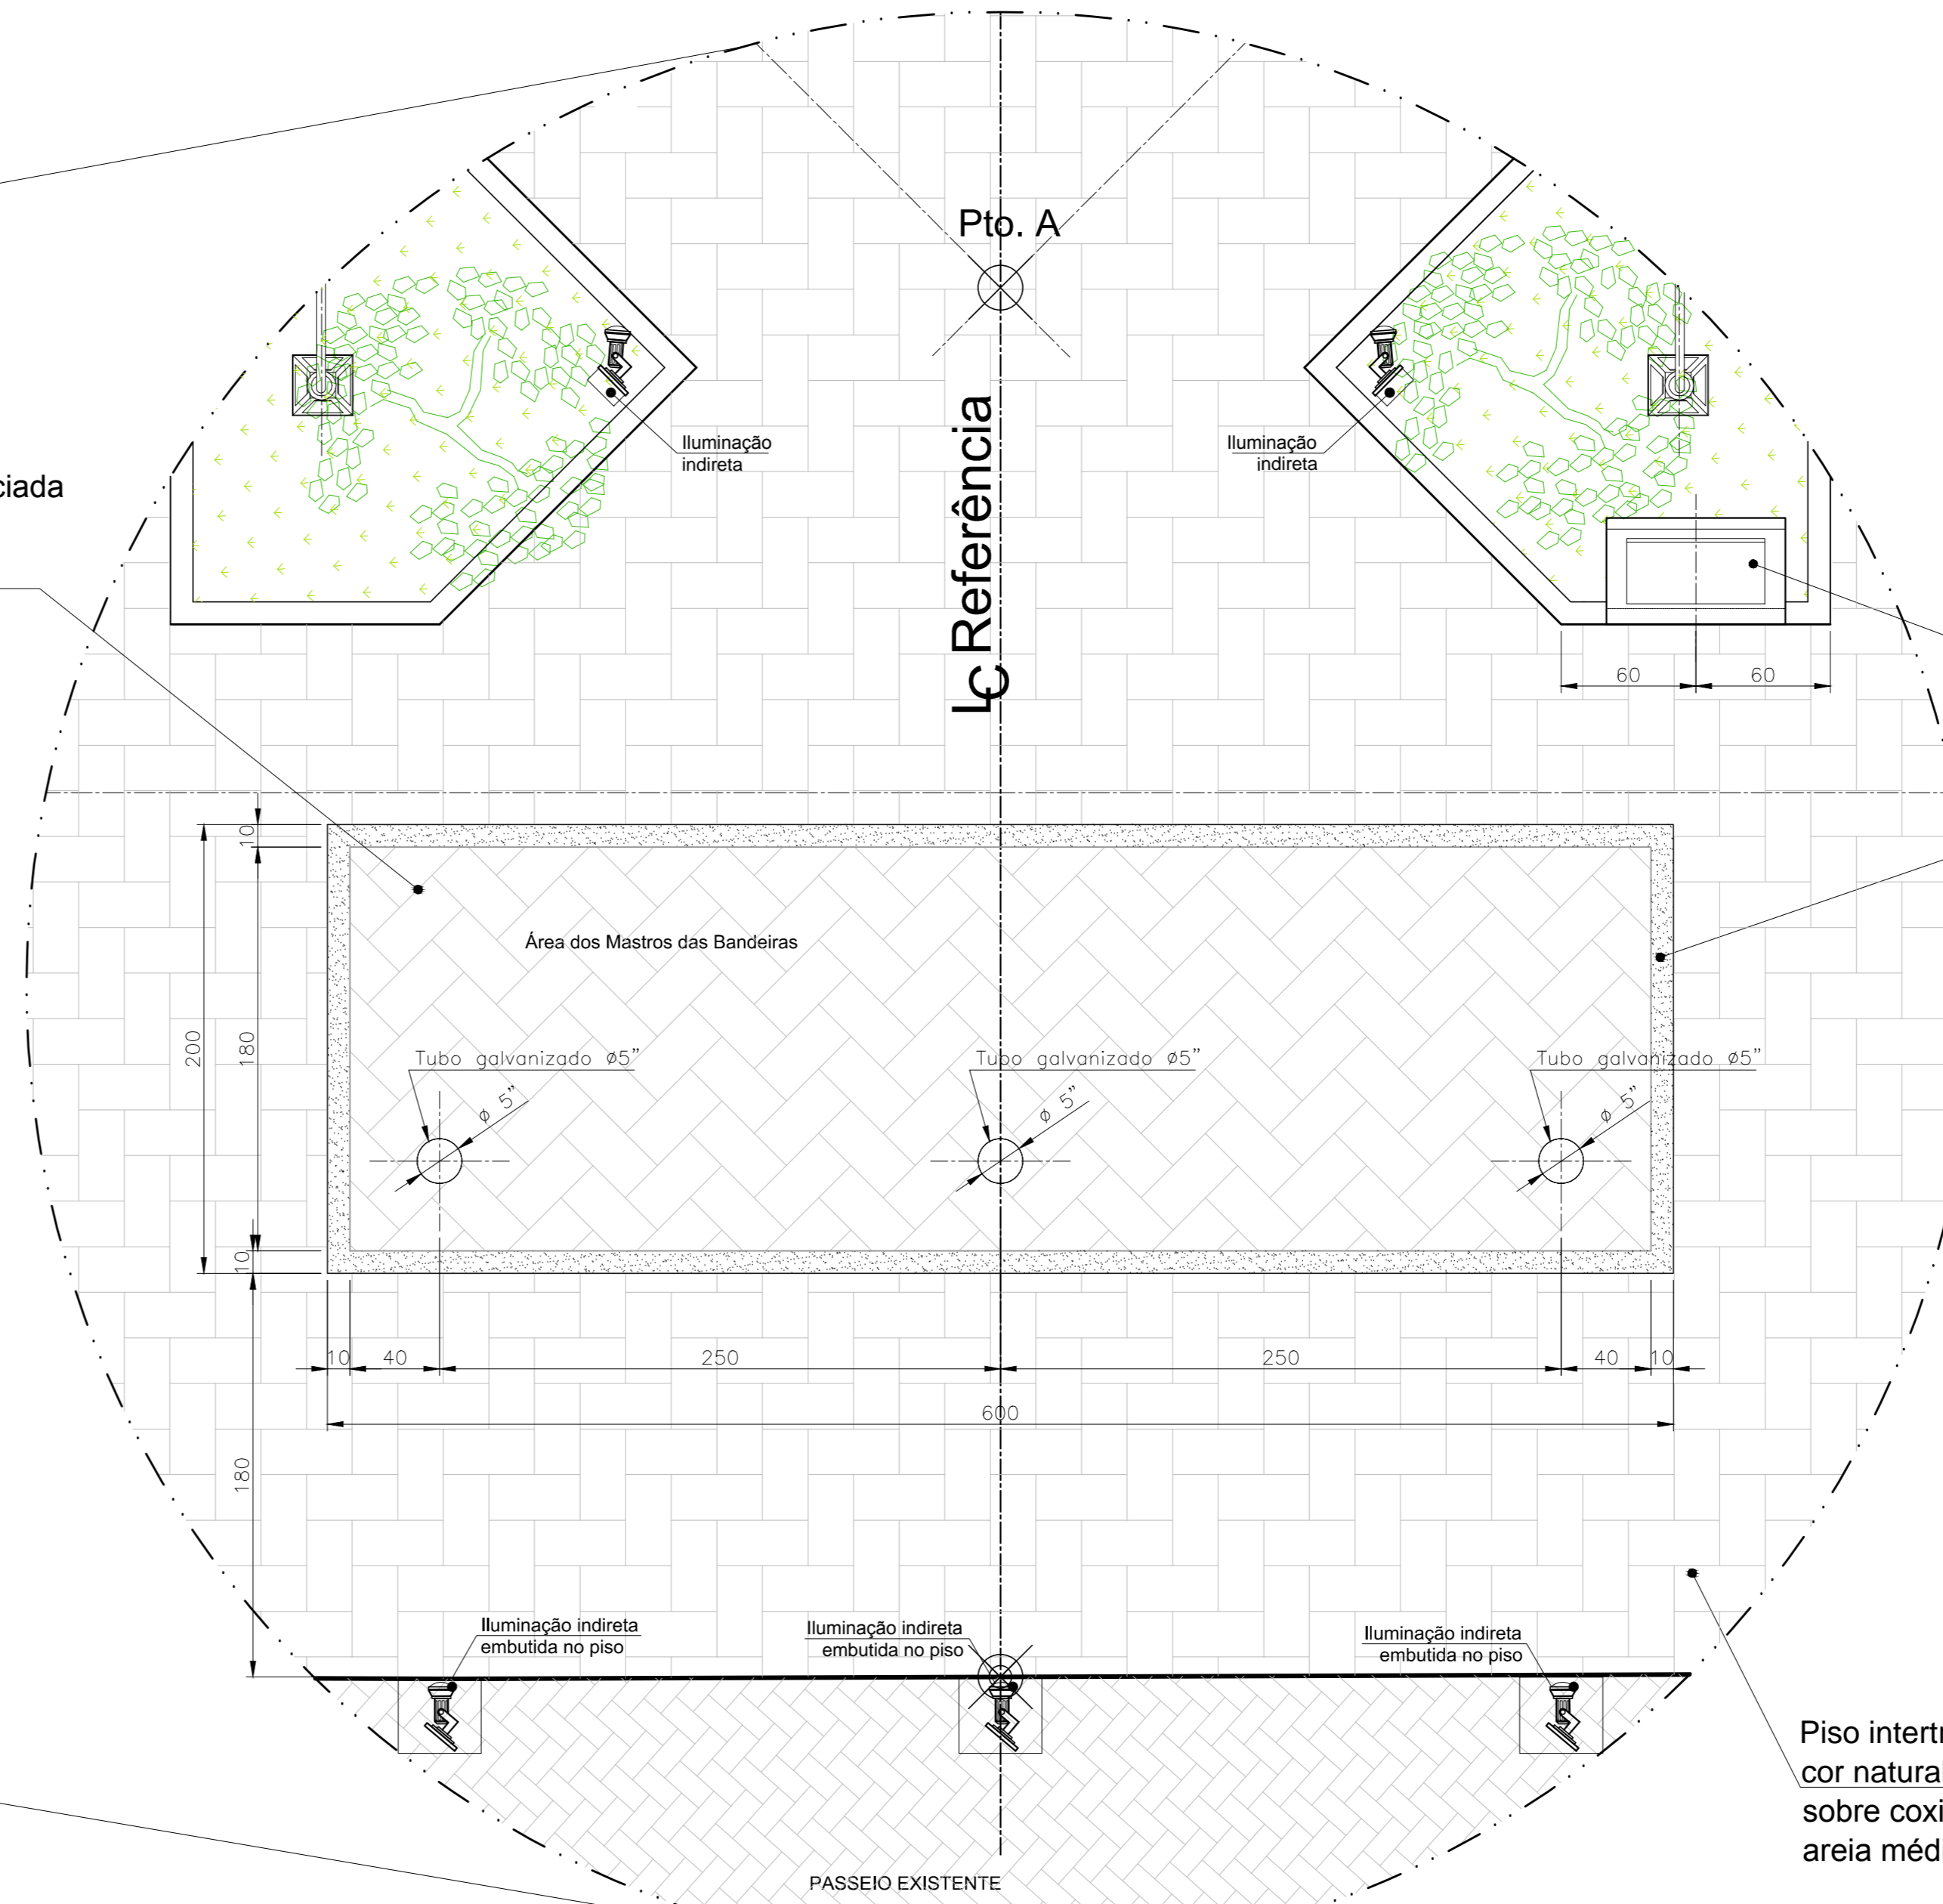 Pto. A
℄ Referência
Iluminação
indireta
Iluminação
indireta
ciada
60
60
10
200
180
10
Área dos Mastros das Bandeiras
Tubo galvanizado Ø5”
Tubo galvanizado Ø5”
Tubo galvanizado Ø5”
Ø 5”
Ø 5”
Ø 5”
10
40
250
250
40
10
600
180
Iluminação indireta
embutida no piso
Iluminação indireta
embutida no piso
Iluminação indireta
embutida no piso
Piso intert
cor natura
sobre coxi
areia méd
PASSEIO EXISTENTE